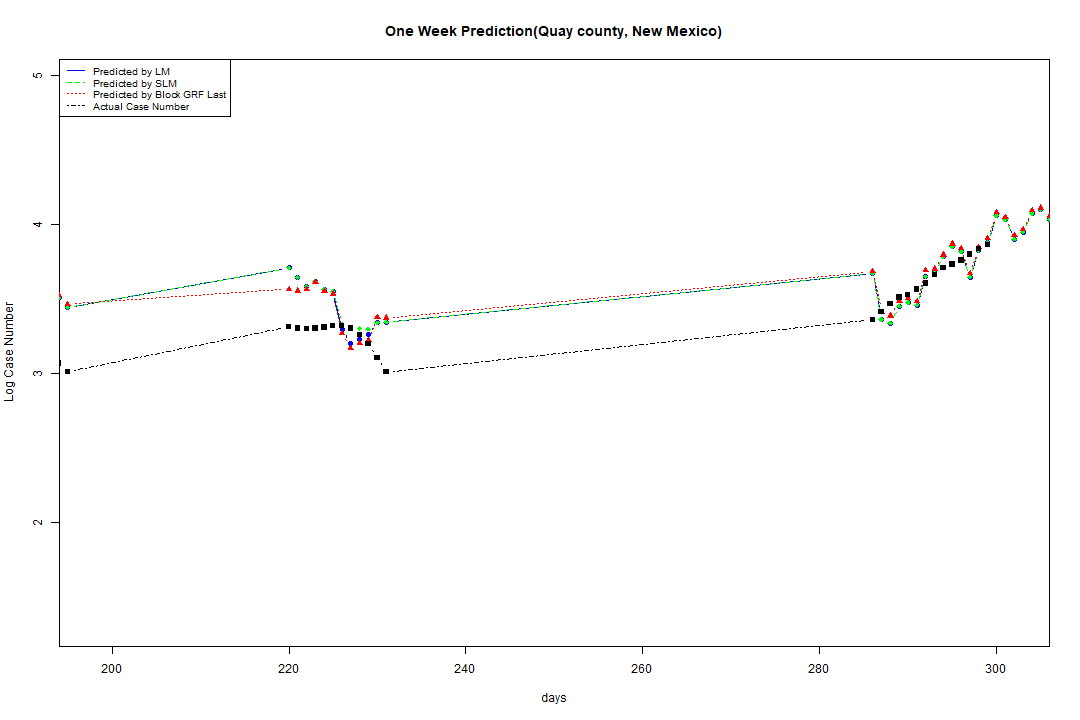 One Week Prediction(Quay county, New Mexico)
Predicted by LM
Predicted by SLM
Predicted by Block GRF Last
Actual Case Number
5
4
3
2
Log Case Number
200 220 240 260 280 300
days